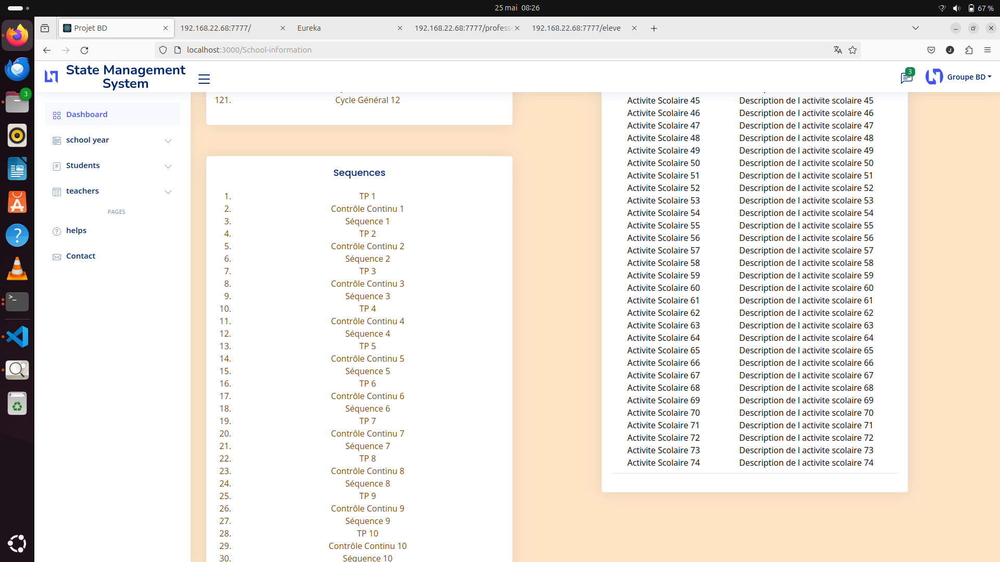 25 mai 08:26
67 %
Projet BD
192.168.22.68:7777/
Eureka
192.168.22.68:7777/profess
192.168.22.68:7777/eleve
localhost:3000/School-information
J
State Management
System
3
Groupe BD
3
Dashboard
school year
Students
teachers
PAGES
helps
Contact
121. Cycle Général 12
Sequences
1. TP 1
2. Contrôle Continu 1
3. Séquence 1
4. TP 2
5. Contrôle Continu 2
6. Séquence 2
7. TP 3
8. Contrôle Continu 3
9. Séquence 3
10. TP 4
11. Contrôle Continu 4
12. Séquence 4
13. TP 5
14. Contrôle Continu 5
15. Séquence 5
16. TP 6
17. Contrôle Continu 6
18. Séquence 6
19. TP 7
20. Contrôle Continu 7
21. Séquence 7
22. TP 8
23. Contrôle Continu 8
24. Séquence 8
25. TP 9
26. Contrôle Continu 9
27. Séquence 9
28. TP 10
29. Contrôle Continu 10
30. Séquence 10
Activite Scolaire 45 Description de l activite scolaire 45
Activite Scolaire 46 Description de l activite scolaire 46
Activite Scolaire 47 Description de l activite scolaire 47
Activite Scolaire 48 Description de l activite scolaire 48
Activite Scolaire 49 Description de l activite scolaire 49
Activite Scolaire 50 Description de l activite scolaire 50
Activite Scolaire 51 Description de l activite scolaire 51
Activite Scolaire 52 Description de l activite scolaire 52
Activite Scolaire 53 Description de l activite scolaire 53
Activite Scolaire 54 Description de l activite scolaire 54
Activite Scolaire 55 Description de l activite scolaire 55
Activite Scolaire 56 Description de l activite scolaire 56
Activite Scolaire 57 Description de l activite scolaire 57
Activite Scolaire 58 Description de l activite scolaire 58
Activite Scolaire 59 Description de l activite scolaire 59
Activite Scolaire 60 Description de l activite scolaire 60
Activite Scolaire 61 Description de l activite scolaire 61
Activite Scolaire 62 Description de l activite scolaire 62
Activite Scolaire 63 Description de l activite scolaire 63
Activite Scolaire 64 Description de l activite scolaire 64
Activite Scolaire 65 Description de l activite scolaire 65
Activite Scolaire 66 Description de l activite scolaire 66
Activite Scolaire 67 Description de l activite scolaire 67
Activite Scolaire 68 Description de l activite scolaire 68
Activite Scolaire 69 Description de l activite scolaire 69
Activite Scolaire 70 Description de l activite scolaire 70
Activite Scolaire 71 Description de l activite scolaire 71
Activite Scolaire 72 Description de l activite scolaire 72
Activite Scolaire 73 Description de l activite scolaire 73
Activite Scolaire 74 Description de l activite scolaire 74